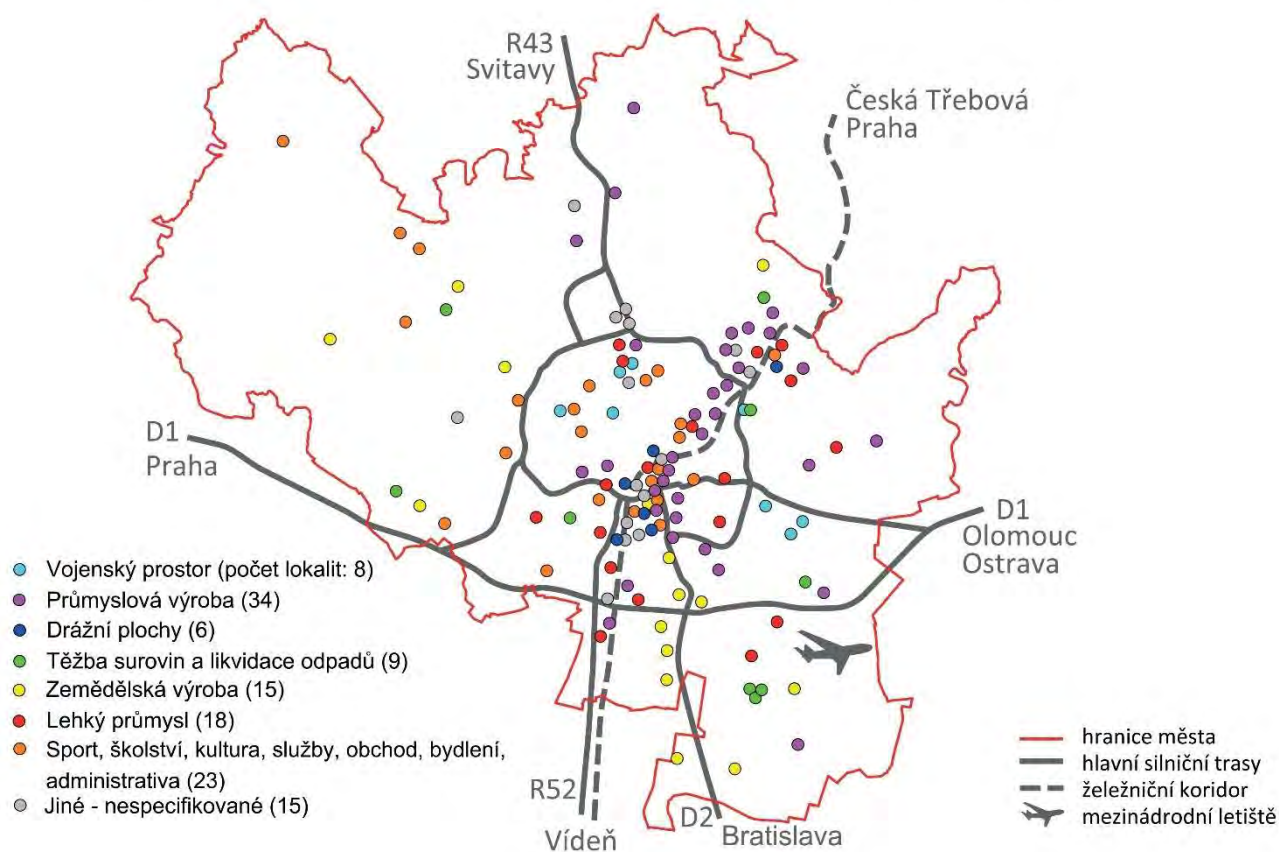 R43
Svitavy
Česká Třebová
Praha
D1
Praha
D1
Olomouc
Ostrava
Vojenský prostor (počet lokalit: 8)
Průmyslová výroba (34)
Drážní plochy (6)
Těžba surovin a likvidace odpadů (9)
Zemědělská výroba (15)
Lehký průmysl (18)
Sport, školství, kultura, služby, obchod, bydlení,
administrativa (23)
Jiné - nespecifikované (15)
R52
Vídeň
D2
Bratislava
hranice města
hlavní silniční trasy
železniční koridor
mezinádrodní letiště